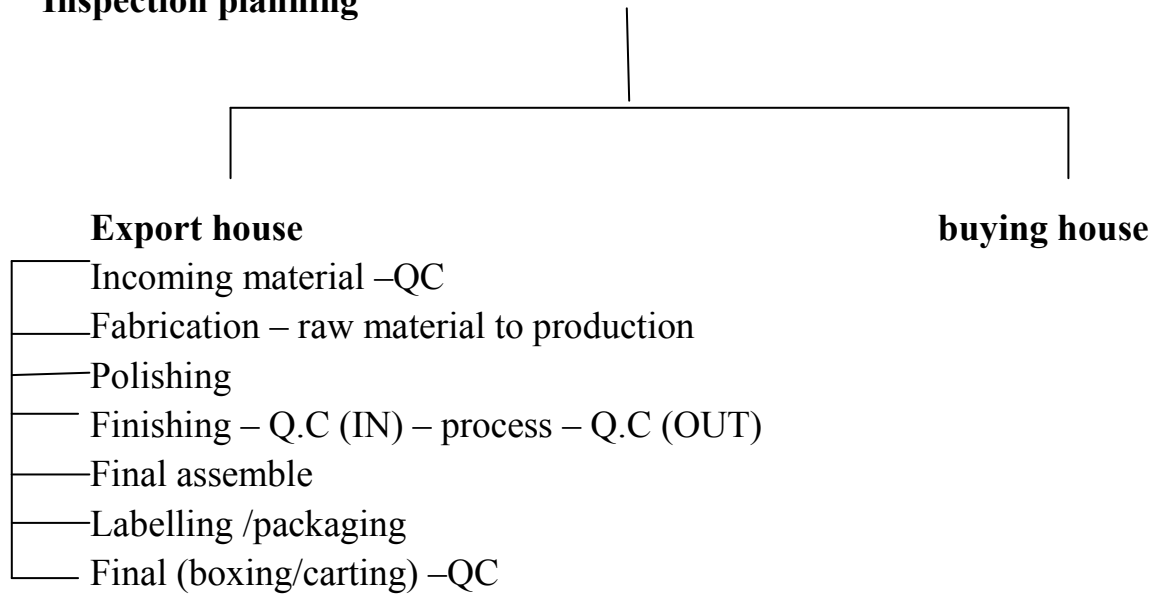 Inspection planning
Export house buying house
Incoming material –QC
Fabrication – raw material to production
Polishing
Finishing – Q.C (IN) – process – Q.C (OUT)
Final assemble
Labelling /packaging
Final (boxing/carting) –QC